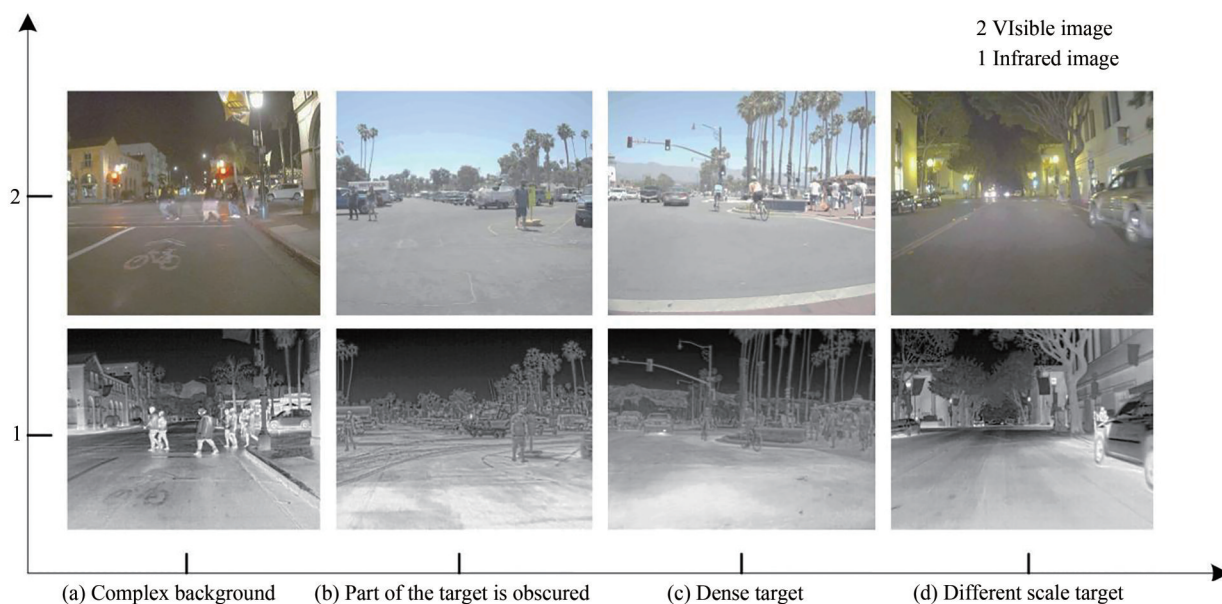 2 VIsible image
1 Infrared image
2
1
(a) Complex background
(b) Part of the target is obscured
(c) Dense target
(d) Different scale target